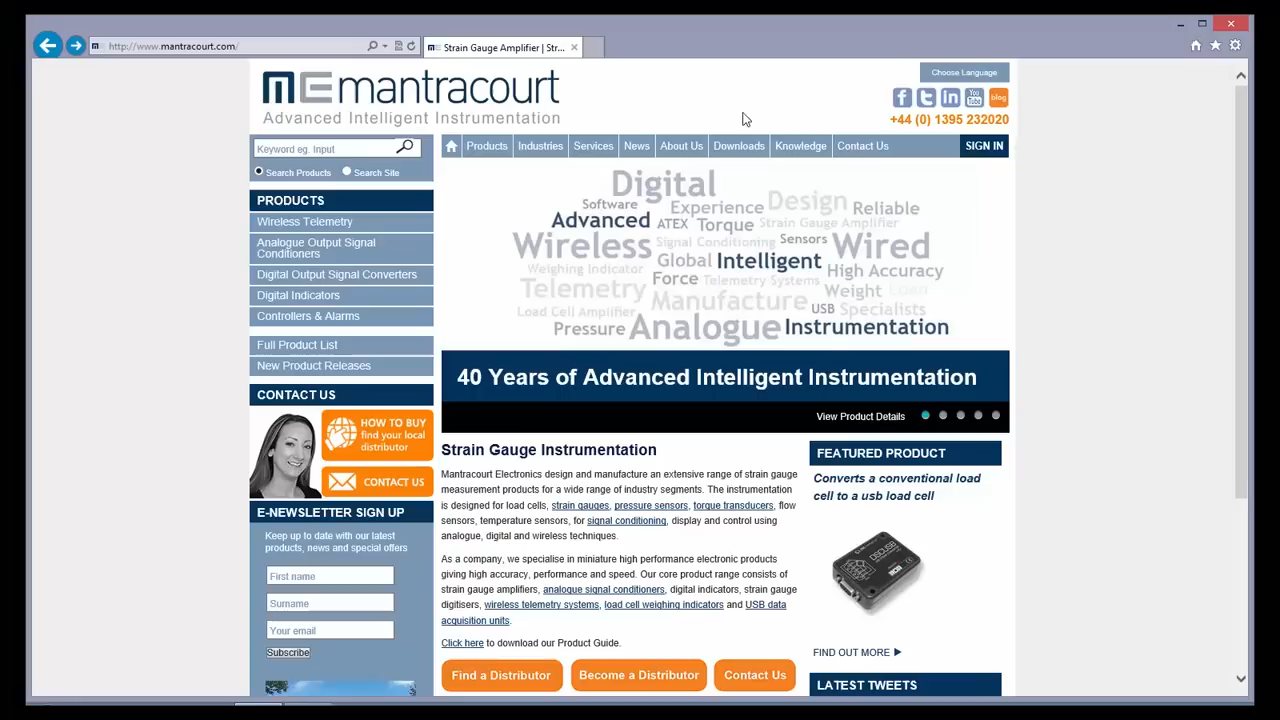 http://www.mantracourt.com/
Strain Gauge Amplifier | Str...
ME mantracourt
Advanced Intelligent Instrumentation
Choose Language
You Tube
blog
+44 (0) 1395 232020
Keyword eg. Input
Search Products
Search Site
Products
Industries
Services
News
About Us
Downloads
Knowledge
Contact Us
SIGN IN
PRODUCTS
Wireless Telemetry
Analogue Output Signal
Conditioners
Digital Output Signal Converters
Digital Indicators
Controllers & Alarms
Full Product List
New Product Releases
CONTACT US
HOW TO BUY
find your local
distributor
CONTACT US
E-NEWSLETTER SIGN UP
Keep up to date with our latest
products, news and special offers
First name
Surname
Your email
Subscribe
Digital
Software
Experience
Design
Reliable
Advanced
ATEX
Torque
Strain Gauge Amplifier
Wireless
Signal Conditioning
Sensors
Wired
Global
Intelligent
Weighing Indicator
Force
Telemetry Systems
High Accuracy
Telemetry
Manufacture
Weight
Load
Load Cell Amplifier
USB
Specialists
Pressure
Analogue
Instrumentation
40 Years of Advanced Intelligent Instrumentation
View Product Details
Strain Gauge Instrumentation
Mantracourt Electronics design and manufacture an extensive range of strain gauge
measurement products for a wide range of industry segments. The instrumentation
is designed for load cells, strain gauges, pressure sensors, torque transducers, flow
sensors, temperature sensors, for signal conditioning, display and control using
analogue, digital and wireless techniques.
As a company, we specialise in miniature high performance electronic products
giving high accuracy, performance and speed. Our core product range consists of
strain gauge amplifiers, analogue signal conditioners, digital indicators, strain gauge
digitisers, wireless telemetry systems, load cell weighing indicators and USB data
acquisition units.
Click here to download our Product Guide.
Find a Distributor
Become a Distributor
Contact Us
FEATURED PRODUCT
Converts a conventional load
cell to a usb load cell
DSCUSB
FIND OUT MORE
LATEST TWEETS